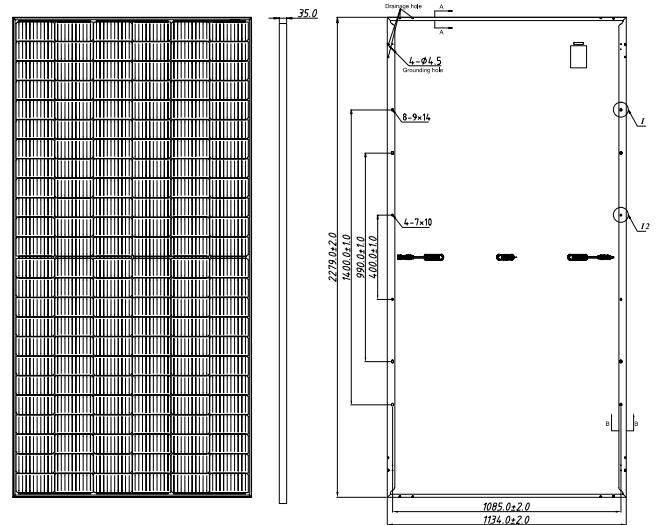 35.0
Drainage hole
A
A
4-Ø4.5
Grounding hole
8-9×14
I
4-7×10
I2
2279.0±2.0
1400.0±1.0
990.0±1.0
400.0±1.0
B
B
1085.0±2.0
1134.0±2.0